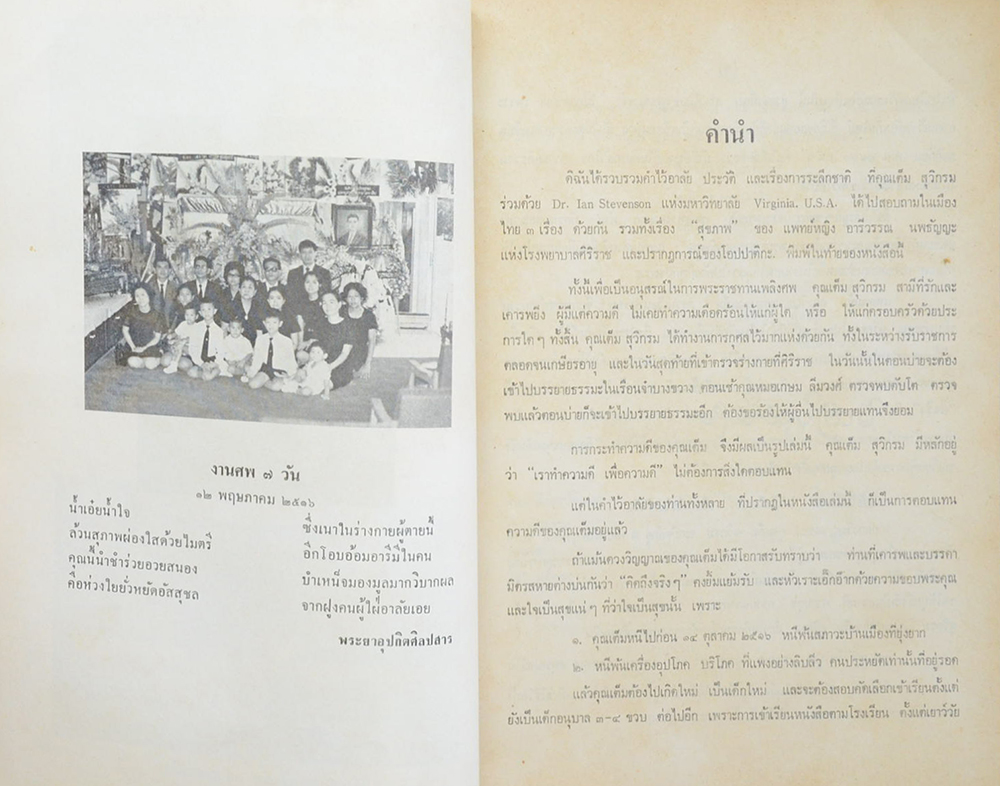 งานศพ ๗ วัน
๑๒ พฤษภาคม ๒๕๑๖
น้ำเอ๋ยน้ำใจ
ซึ่งเนาในร่างกายผู้ตายนี้
ล้วนสุภาพผ่องใสด้วยไมตรี
อีกโอบอ้อมอารีมีในคน
คุณนี้นำชำร่วยอวยสนอง
บำเหน็จมองมูลมากวิบากผล
คือห่วงใยยั่วหยัดอัสสุชล
จากฝูงคนผู้ใฝ่อาลัยเอย
พระยาอุปกิตศิลปสาร
คำนำ
ดิฉันได้รวบรวมคำไว้อาลัย ประวัติ และเรื่องการระลึกชาติ ที่คุณเต็ม สุวิกรม
ร่วมด้วย Dr. Ian Stevenson แห่งมหาวิทยาลัย Virginia. U.S.A. ได้ไปสอบถามในเมือง
ไทย ๓ เรื่อง ด้วยกัน รวมทั้งเรื่อง "สุขภาพ" ของ แพทย์หญิง อารีวรรณ นพธัญญะ
แห่งโรงพยาบาลศิริราช และปรากฏการณ์ของโอปปาติกะ. พิมพ์ในท้ายของหนังสือนี้
ทั้งนี้เพื่อเป็นอนุสรณ์ในการพระราชทานเพลิงศพ คุณเต็ม สุวิกรม สามีที่รักและ
เคารพยิ่ง ผู้มีแต่ความดี ไม่เคยทำความเดือดร้อนให้แก่ผู้ใด หรือ ให้แก่ครอบครัวด้วยประ
การใด ๆ ทั้งสิ้น คุณเต็ม สุวิกรม ได้ทำงานการกุศลไว้มากแห่งด้วยกัน ทั้งในระหว่างรับราชการ
ตลอดจนเกษียรอายุ และในวันสุดท้ายที่เข้าตรวจร่างกายที่ศิริราช ในวันนั้นในตอนบ่ายจะต้อง
เข้าไปบรรยายธรรมะในเรือนจำบางขวาง ตอนเช้าคุณหมอเกษม ลิ่มวงศ์ ตรวจพบตับโต ตรวจ
พบแล้วตอนบ่ายก็จะเข้าไปบรรยายธรรมะอีก ต้องขอร้องให้ผู้อื่นไปบรรยายแทนจึงยอม
การกระทำความดีของคุณเต็ม จึงมีผลเป็นรูปเล่มนี้ คุณเต็ม สุวิกรม มีหลักอยู่
ว่า "เราทำความดี เพื่อความดี" ไม่ต้องการสิ่งใดตอบแทน
แต่ในคำไว้อาลัยของท่านทั้งหลาย ที่ปรากฏในหนังสือเล่มนี้ ก็เป็นการตอบแทน
ความดีของคุณเต็มอยู่แล้ว
ถ้าแม้นดวงวิญญาณของคุณเต็มได้มีโอกาสรับทราบว่า ท่านที่เคารพและบรรดา
มิตรสหายต่างบ่นกันว่า "คิดถึงจริง ๆ" คงยิ้มแย้มรับ และหัวเราะเอิ๊กอ๊ากด้วยความขอบพระคุณ
และใจเป็นสุขแน่ ๆ ที่ว่าใจเป็นสุขนั้น เพราะ
๑. คุณเต็มหนีไปก่อน ๑๔ ตุลาคม ๒๕๑๖ หนีพ้นสภาวะบ้านเมืองที่ยุ่งยาก
๒. หนีพ้นเครื่องอุปโภค บริโภค ที่แพงอย่างลิบลิ่ว คนประหยัดเท่านั้นที่อยู่รอด
แล้วคุณเต็มต้องไปเกิดใหม่ เป็นเด็กใหม่ และจะต้องสอบคัดเลือกเข้าเรียนตั้งแต่
ยังเป็นเด็กอนุบาล ๓-๔ ขวบ ต่อไปอีก เพราะการเข้าเรียนหนังสือตามโรงเรียน ตั้งแต่เยาว์วัย